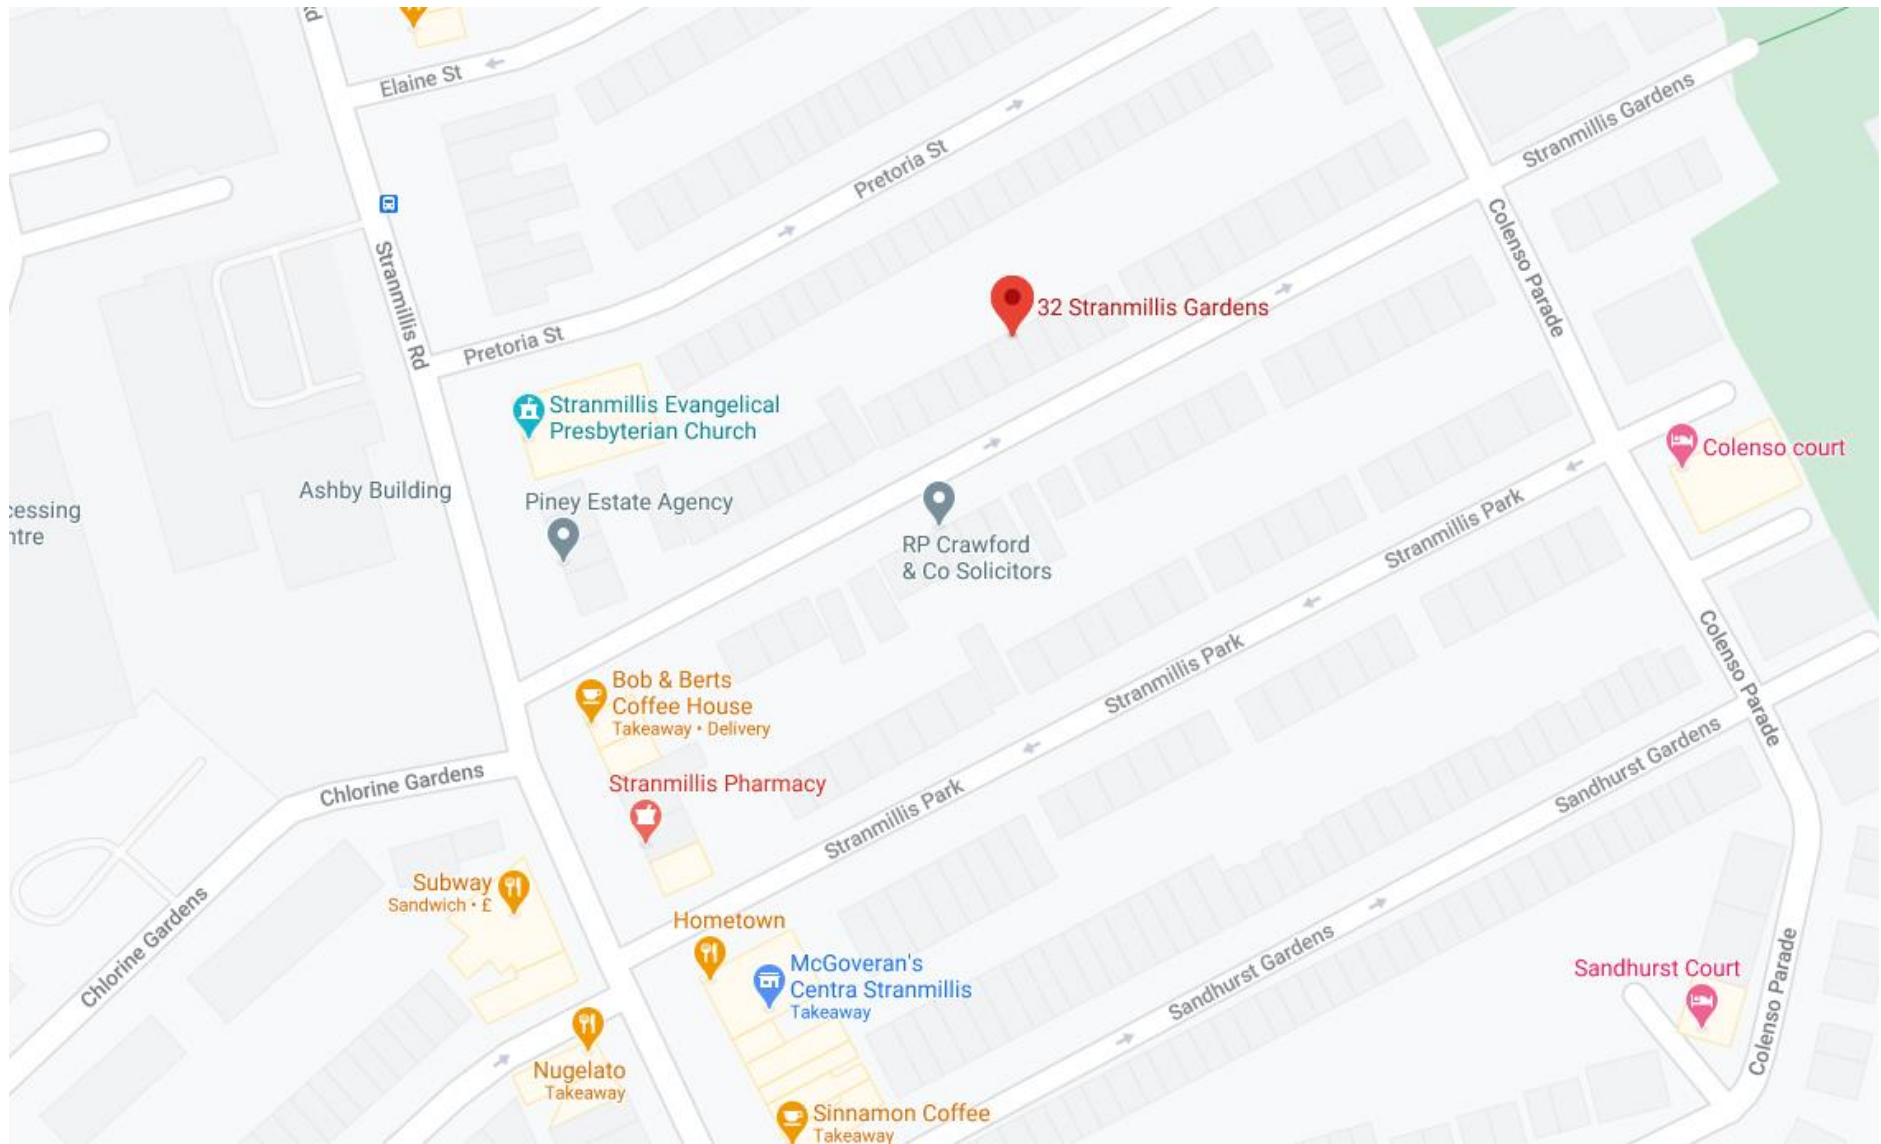 Rd
Elaine St
Stranmillis Gardens
Pretoria St
Colenso Parade
Stranmillis Rd
32 Stranmillis Gardens
Pretoria St
Stranmillis Evangelical
Presbyterian Church
Colenso court
Ashby Building
Piney Estate Agency
cessing
ntre
Stranmillis Park
RP Crawford
& Co Solicitors
Colenso Parade
Stranmillis Park
Bob & Berts
Coffee House
Takeaway • Delivery
Chlorine Gardens
Stranmillis Pharmacy
Sandhurst Gardens
Stranmillis Park
Subway
Sandwich • £
Chlorine Gardens
Hometown
McGoveran's
Centra Stranmillis
Takeaway
Sandhurst Gardens
Sandhurst Court
Colenso Parade
Nugelato
Takeaway
Sinnamon Coffee
Takeaway